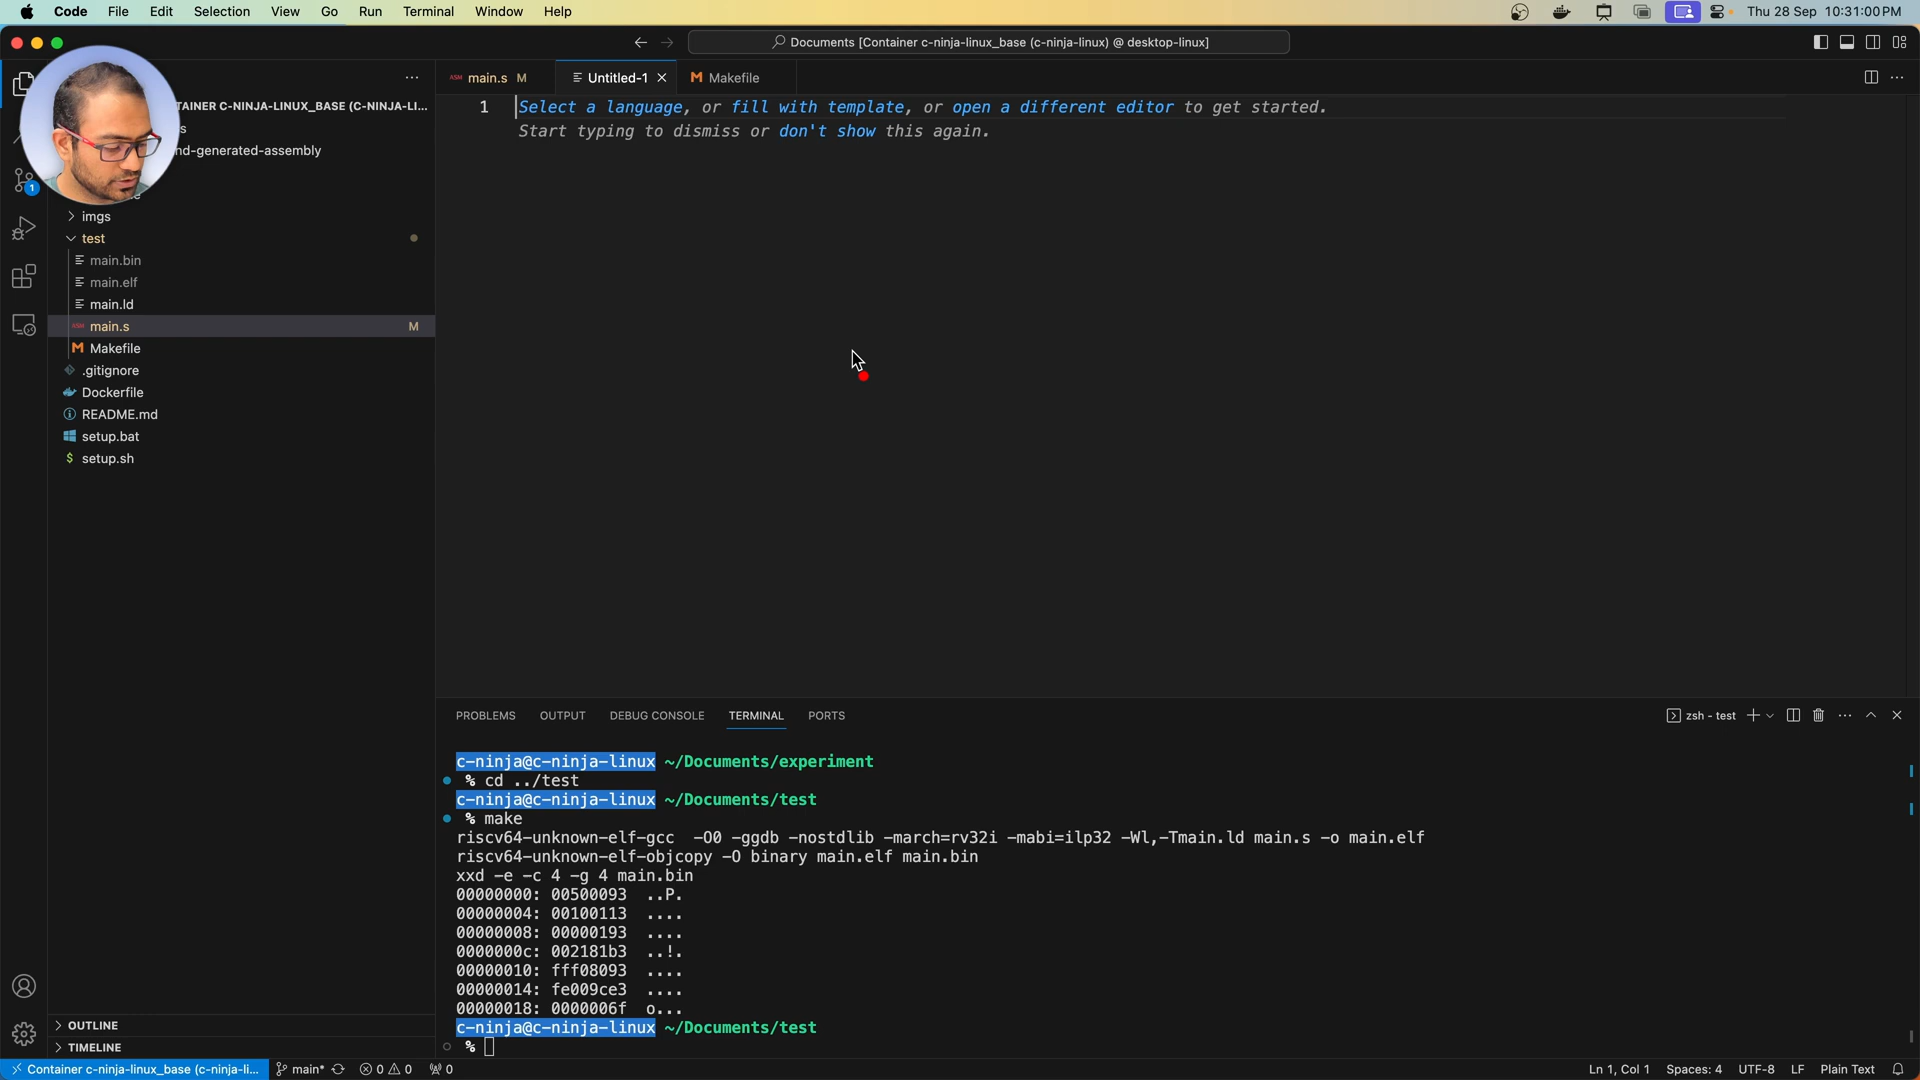 Code File Edit Selection View Go Run Terminal Window Help
Thu 28 Sep 10:31:00 PM
Documents [Container c-ninja-linux_base (c-ninja-linux) @ desktop-linux]
main.s M
Untitled-1
Makefile
TAINER C-NINJA-LINUX_BASE (C-NINJA-LI...
nd-generated-assembly
imgs
test
main.bin
main.elf
main.ld
main.s M
Makefile
.gitignore
Dockerfile
README.md
setup.bat
setup.sh
OUTLINE
TIMELINE
1 Select a language, or fill with template, or open a different editor to get started.
Start typing to dismiss or don't show this again.
PROBLEMS OUTPUT DEBUG CONSOLE TERMINAL PORTS
zsh - test
c-ninja@c-ninja-linux ~/Documents/experiment
% cd ../test
c-ninja@c-ninja-linux ~/Documents/test
% make
riscv64-unknown-elf-gcc  -O0 -ggdb -nostdlib -march=rv32i -mabi=ilp32 -Wl,-Tmain.ld main.s -o main.elf
riscv64-unknown-elf-objcopy -O binary main.elf main.bin
xxd -e -c 4 -g 4 main.bin
00000000: 00500093  ..P.
00000004: 00100113  ....
00000008: 00000193  ....
0000000c: 002181b3  ..!.
00000010: fff08093  ....
00000014: fe009ce3  ....
00000018: 0000006f  o...
c-ninja@c-ninja-linux ~/Documents/test
%
Container c-ninja-linux_base (c-ninja-li... main* 0 0 0
Ln 1, Col 1 Spaces: 4 UTF-8 LF Plain Text